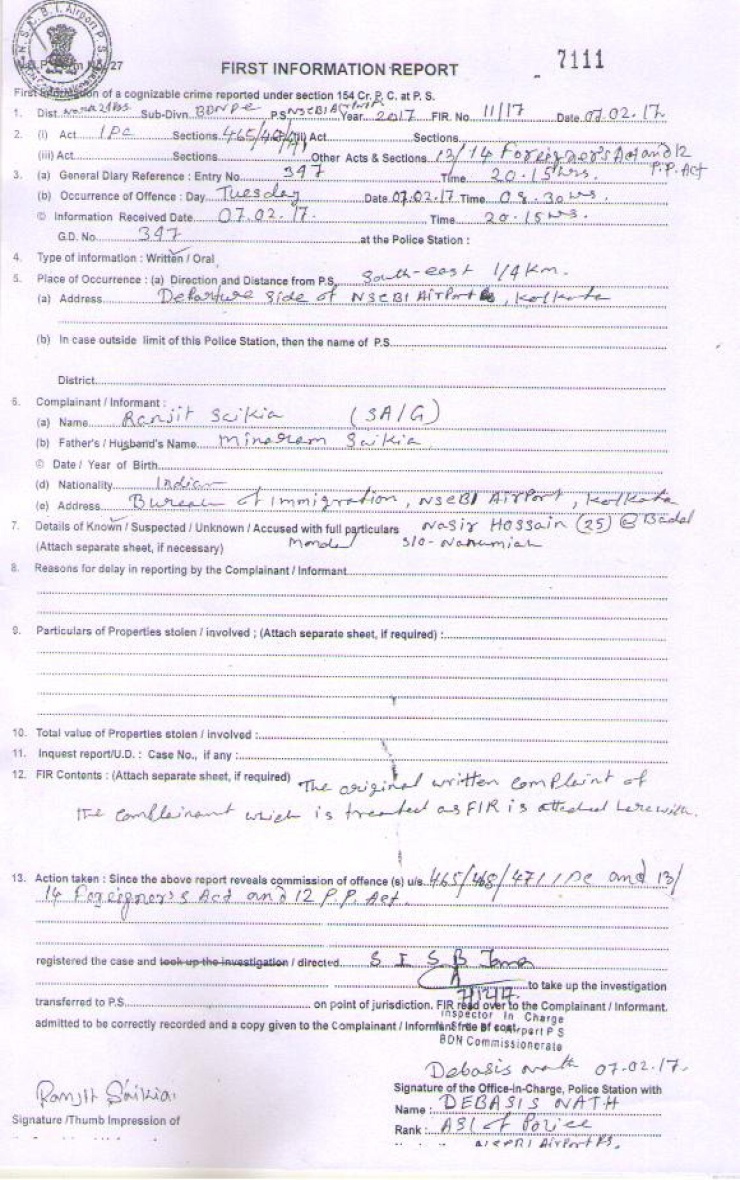 N.S.C.B.I. Airport P.S.
Form No. 27
FIRST INFORMATION REPORT
7111
First Information of a cognizable crime reported under section 154 Cr. P. C. at P. S.
1. Dist. Sub-Divn. BDNPC P.S. NSCBI Airport Year 2017 FIR. No. 11/17 Date 07.02.17
2. (i) Act IPC Sections 465/468/471 (ii) Act Sections
(iii) Act Sections Other Acts & Sections 13/14 Foreigner's Act and 12 P.P. Act
3. (a) General Diary Reference : Entry No. 347 Time 20.15 hrs.
(b) Occurrence of Offence : Day Tuesday Date 07.02.17 Time 08.30 hrs.
© Information Received Date 07.02.17. Time 20.15 hrs.
G.D. No. 347 at the Police Station :
4. Type of information : Written / Oral
5. Place of Occurrence : (a) Direction and Distance from P.S. South-east 1/4 km.
(a) Address Departure side of NSCBI Airport, Kolkata
(b) In case outside limit of this Police Station, then the name of P.S.
District
6. Complainant / Informant :
(a) Name Ranjit Saikia (SA/G)
(b) Father's / Husband's Name Minaram Saikia
© Date / Year of Birth
(d) Nationality Indian
(e) Address Bureau of Immigration, NSCBI Airport, Kolkata
7. Details of Known / Suspected / Unknown / Accused with full particulars Nasir Hossain (25) @ Badal
(Attach separate sheet, if necessary) Mondal S/O- Nanumiah
8. Reasons for delay in reporting by the Complainant / Informant
9. Particulars of Properties stolen / involved ; (Attach separate sheet, if required) :
10. Total value of Properties stolen / involved :
11. Inquest report/U.D. : Case No., if any :
12. FIR Contents : (Attach separate sheet, if required) The original written complaint of
the complainant which is treated as FIR is attached herewith.
13. Action taken : Since the above report reveals commission of offence (s) u/s. 465/468/471 IPC and 13/
14 Foreigner's Act and 12 P.P. Act.
registered the case and took up the investigation / directed S I S B Jana
to take up the investigation
transferred to P.S. on point of jurisdiction. FIR read over to the Complainant / Informant.
Inspector In Charge
admitted to be correctly recorded and a copy given to the Complainant / Informant free of cost.
Airport P S
BDN Commissionerate
Debasis Nath 07.02.17.
Ranjit Saikia
Signature of the Office-in-Charge, Police Station with
Signature /Thumb Impression of
Name : DEBASIS NATH
Rank : ASI of Police
NSCBI Airport P.S.